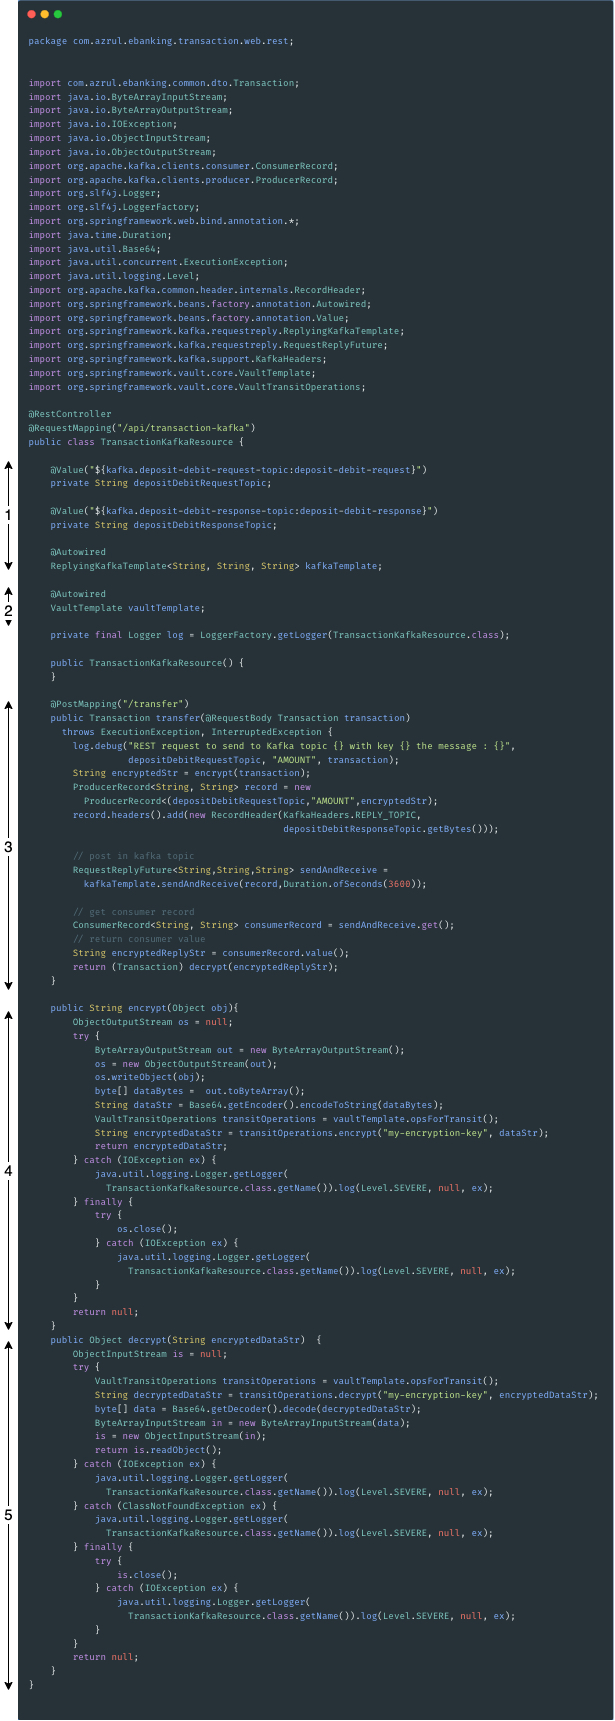 package com.azrul.ebanking.transaction.web.rest;
import com.azrul.ebanking.common.dto.Transaction;
import java.io.ByteArrayInputStream;
import java.io.ByteArrayOutputStream;
import java.io.IOException;
import java.io.ObjectInputStream;
import java.io.ObjectOutputStream;
import org.apache.kafka.clients.consumer.ConsumerRecord;
import org.apache.kafka.clients.producer.ProducerRecord;
import org.slf4j.Logger;
import org.slf4j.LoggerFactory;
import org.springframework.web.bind.annotation.*;
import java.time.Duration;
import java.util.Base64;
import java.util.concurrent.ExecutionException;
import java.util.logging.Level;
import org.apache.kafka.common.header.internals.RecordHeader;
import org.springframework.beans.factory.annotation.Autowired;
import org.springframework.beans.factory.annotation.Value;
import org.springframework.kafka.requestreply.ReplyingKafkaTemplate;
import org.springframework.kafka.requestreply.RequestReplyFuture;
import org.springframework.kafka.support.KafkaHeaders;
import org.springframework.vault.core.VaultTemplate;
import org.springframework.vault.core.VaultTransitOperations;
@RestController
@RequestMapping("/api/transaction-kafka")
public class TransactionKafkaResource {
@Value("${kafka.deposit-debit-request-topic:deposit-debit-request}")
private String depositDebitRequestTopic;
1
@Value("${kafka.deposit-debit-response-topic:deposit-debit-response}")
private String depositDebitResponseTopic;
@Autowired
ReplyingKafkaTemplate<String, String, String> kafkaTemplate;
@Autowired
2
VaultTemplate vaultTemplate;
private final Logger log = LoggerFactory.getLogger(TransactionKafkaResource.class);
public TransactionKafkaResource() {
}
@PostMapping("/transfer")
public Transaction transfer(@RequestBody Transaction transaction)
throws ExecutionException, InterruptedException {
log.debug("REST request to send to Kafka topic {} with key {} the message : {}",
depositDebitRequestTopic, "AMOUNT", transaction);
String encryptedStr = encrypt(transaction);
ProducerRecord<String, String> record = new
ProducerRecord<(depositDebitRequestTopic,"AMOUNT",encryptedStr);
record.headers().add(new RecordHeader(KafkaHeaders.REPLY_TOPIC,
depositDebitResponseTopic.getBytes()));
3
// post in kafka topic
RequestReplyFuture<String,String,String> sendAndReceive =
kafkaTemplate.sendAndReceive(record,Duration.ofSeconds(3600));
// get consumer record
ConsumerRecord<String, String> consumerRecord = sendAndReceive.get();
// return consumer value
String encryptedReplyStr = consumerRecord.value();
return (Transaction) decrypt(encryptedReplyStr);
}
public String encrypt(Object obj){
ObjectOutputStream os = null;
try {
ByteArrayOutputStream out = new ByteArrayOutputStream();
os = new ObjectOutputStream(out);
os.writeObject(obj);
byte[] dataBytes =  out.toByteArray();
String dataStr = Base64.getEncoder().encodeToString(dataBytes);
VaultTransitOperations transitOperations = vaultTemplate.opsForTransit();
String encryptedDataStr = transitOperations.encrypt("my-encryption-key", dataStr);
return encryptedDataStr;
} catch (IOException ex) {
4
java.util.logging.Logger.getLogger(
TransactionKafkaResource.class.getName()).log(Level.SEVERE, null, ex);
} finally {
try {
os.close();
} catch (IOException ex) {
java.util.logging.Logger.getLogger(
TransactionKafkaResource.class.getName()).log(Level.SEVERE, null, ex);
}
}
return null;
}
public Object decrypt(String encryptedDataStr)  {
ObjectInputStream is = null;
try {
VaultTransitOperations transitOperations = vaultTemplate.opsForTransit();
String decryptedDataStr = transitOperations.decrypt("my-encryption-key", encryptedDataStr);
byte[] data = Base64.getDecoder().decode(decryptedDataStr);
ByteArrayInputStream in = new ByteArrayInputStream(data);
is = new ObjectInputStream(in);
return is.readObject();
} catch (IOException ex) {
java.util.logging.Logger.getLogger(
TransactionKafkaResource.class.getName()).log(Level.SEVERE, null, ex);
} catch (ClassNotFoundException ex) {
5
java.util.logging.Logger.getLogger(
TransactionKafkaResource.class.getName()).log(Level.SEVERE, null, ex);
} finally {
try {
is.close();
} catch (IOException ex) {
java.util.logging.Logger.getLogger(
TransactionKafkaResource.class.getName()).log(Level.SEVERE, null, ex);
}
}
return null;
}
}